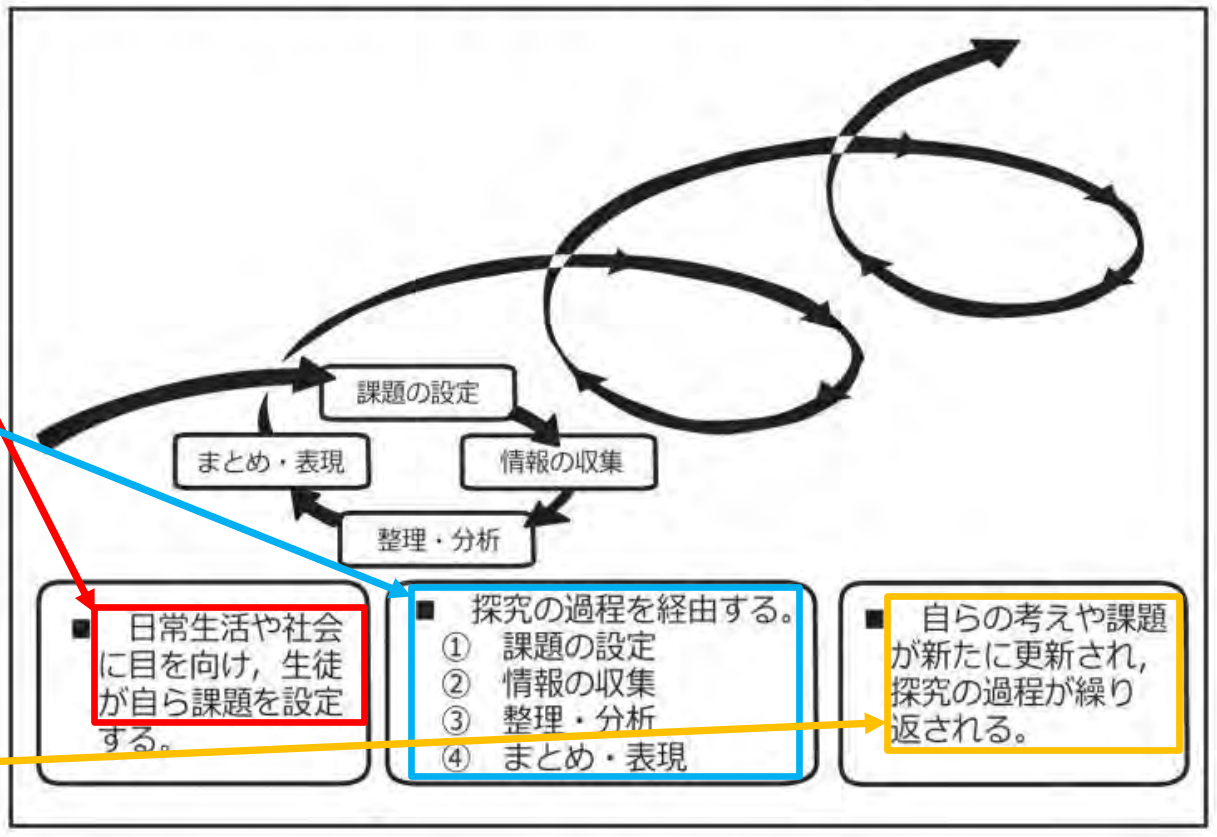 課題の設定
まとめ・表現
情報の収集
整理・分析
■ 日常生活や社会
に目を向け，生徒
が自ら課題を設定
する。
■ 探究の過程を経由する。
① 課題の設定
② 情報の収集
③ 整理・分析
④ まとめ・表現
■ 自らの考えや課題
が新たに更新され，
探究の過程が繰り
返される。